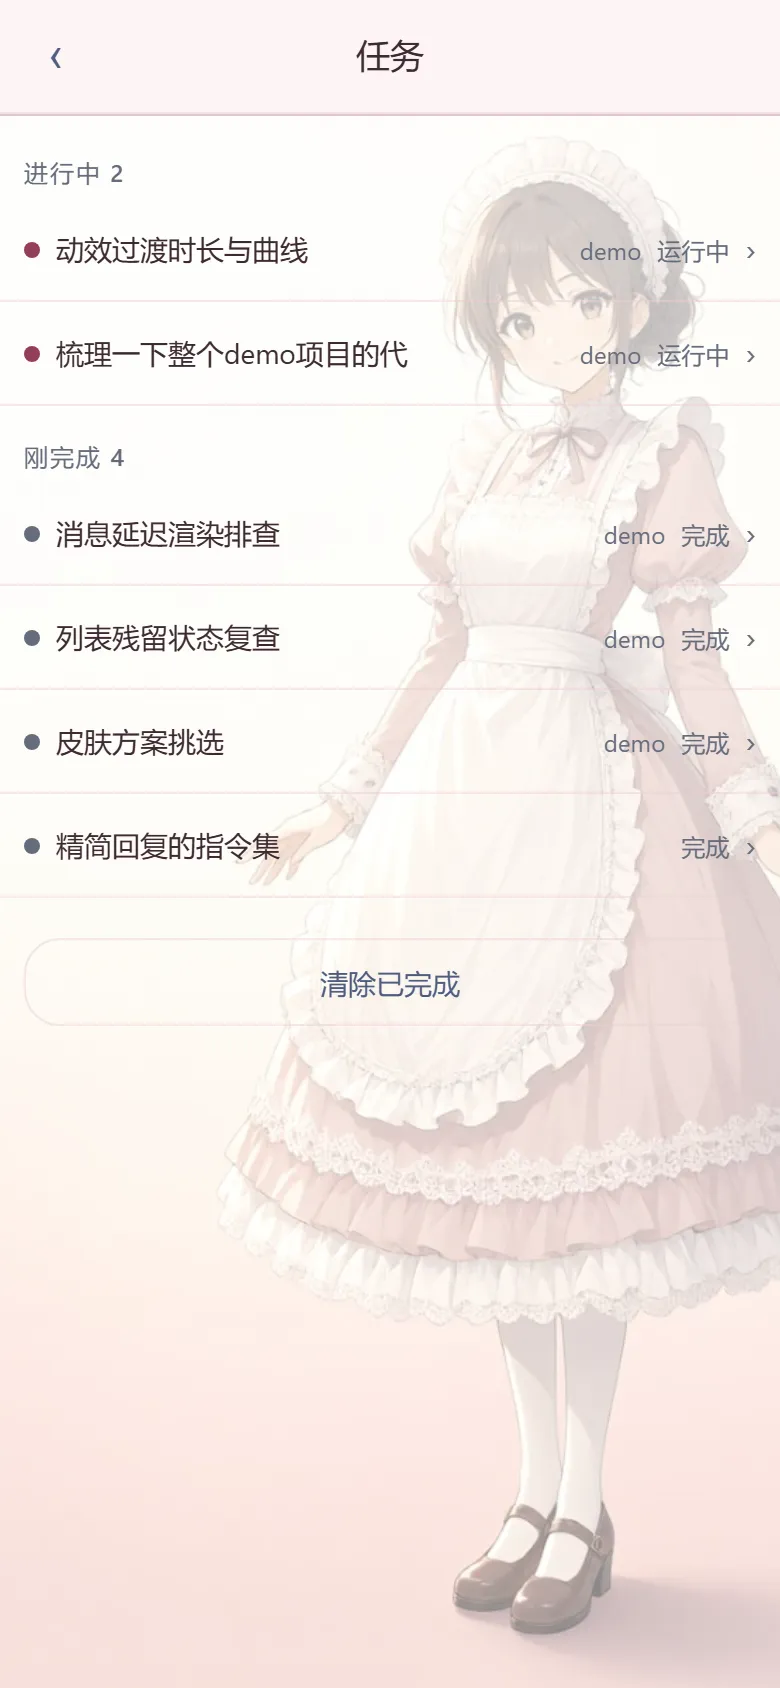 任务
进行中 2
动效过渡时长与曲线 demo 运行中
梳理一下整个demo项目的代 demo 运行中
刚完成 4
消息延迟渲染排查 demo 完成
列表残留状态复查 demo 完成
皮肤方案挑选 demo 完成
精简回复的指令集 完成
清除已完成